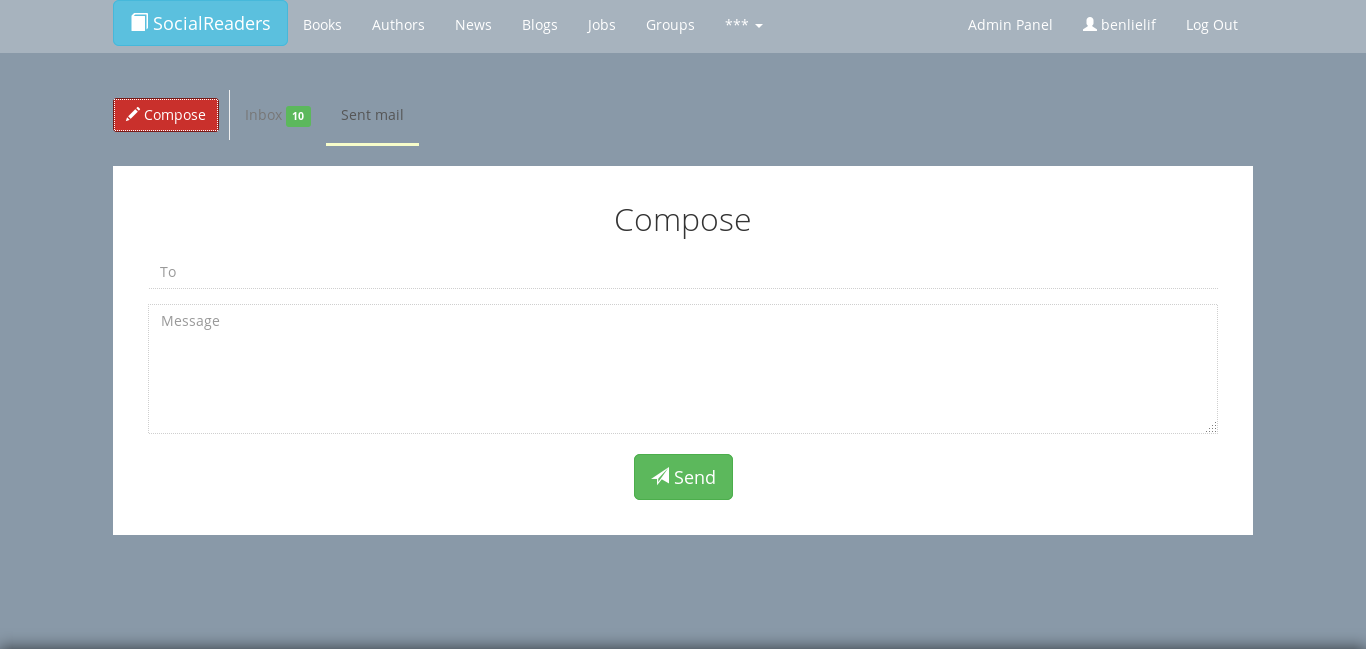 SocialReaders Books Authors News Blogs Jobs Groups *** Admin Panel benlielif Log Out
Compose Inbox 10 Sent mail
Compose
To
Message
Send